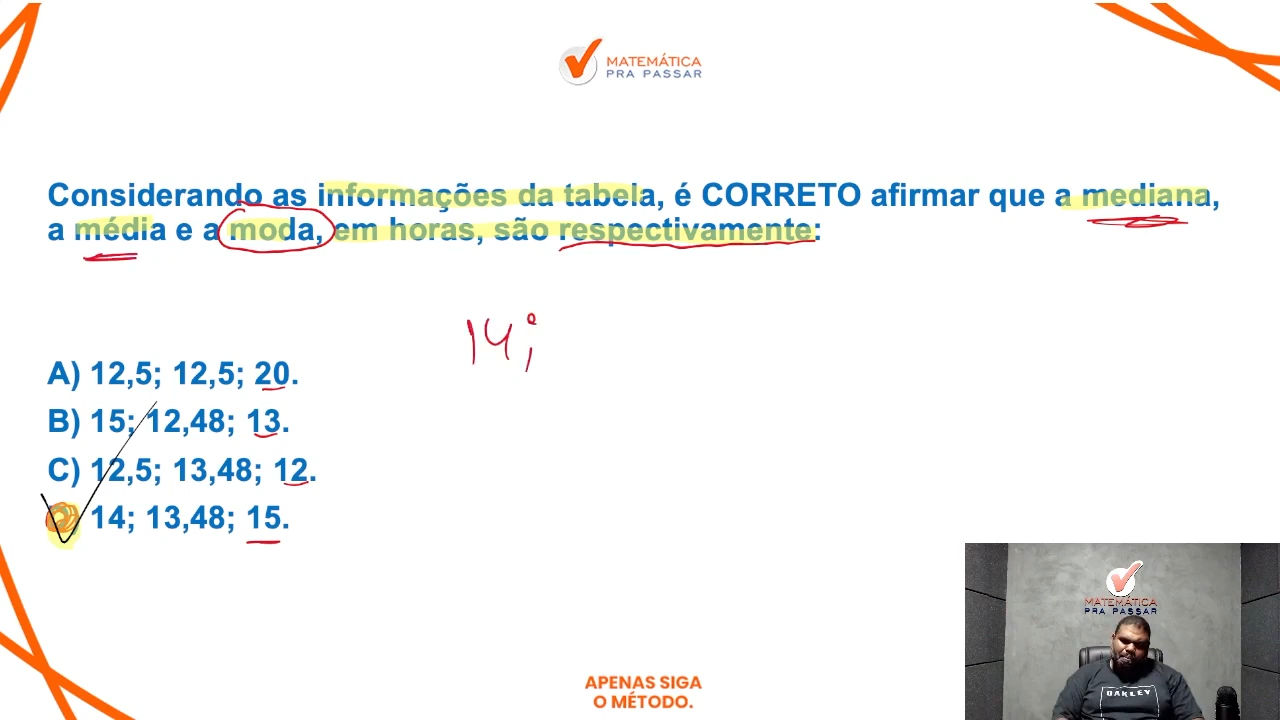 MATEMÁTICA
PRA PASSAR
Considerando as informações da tabela, é CORRETO afirmar que a mediana,
a média e a moda, em horas, são respectivamente:
14;
A) 12,5; 12,5; 20.
B) 15; 12,48; 13.
C) 12,5; 13,48; 12.
14; 13,48; 15.
MATEMÁTICA
PRA PASSAR
OAKLEY
APENAS SIGA
O MÉTODO.